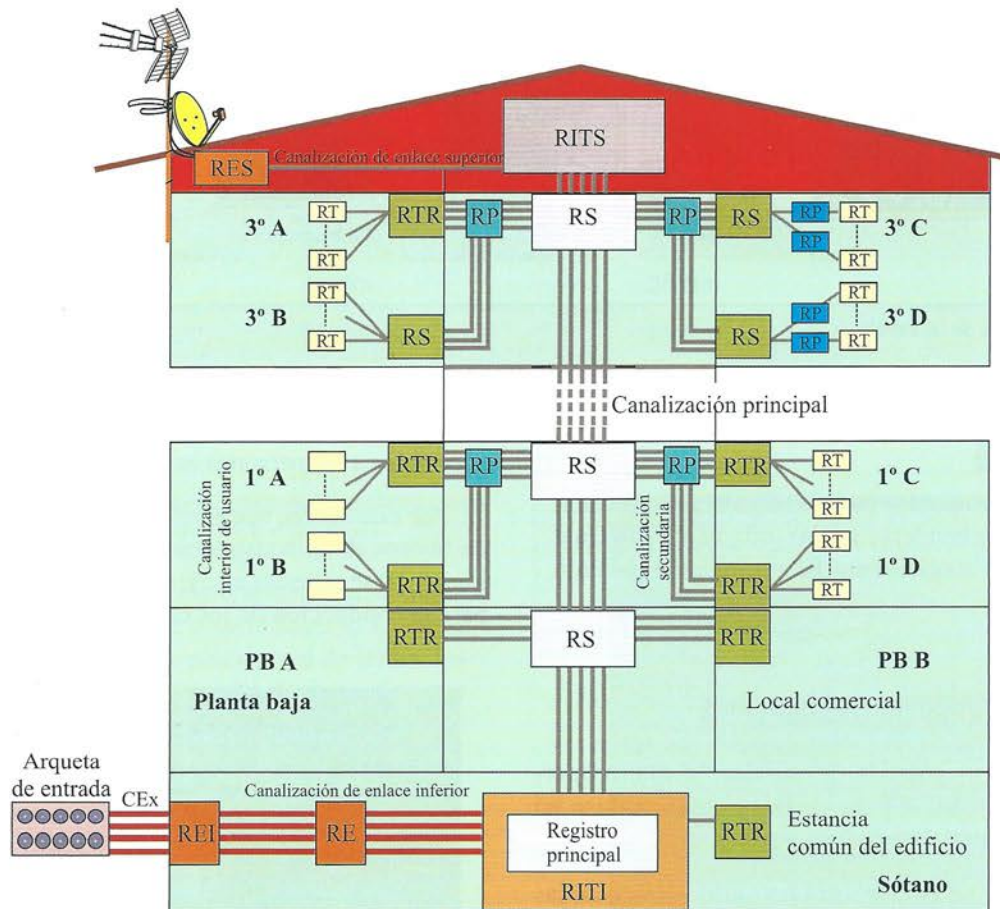 RITS
Canalización de enlace superior
RES
3º A
RT
RT
RTR
RP
RS
RP
RS
RP
RT
3º C
RP
RT
3º B
RT
RT
RS
RS
RP
RT
3º D
RP
RT
Canalización principal
1º A
RTR
RP
RS
RP
RTR
RT
1º C
RT
Canalización
interior de usuario
Canalización
secundaria
1º B
RTR
RTR
RT
1º D
RT
RTR
RS
RTR
PB A
PB B
Planta baja
Local comercial
Arqueta
de entrada
CEx
Canalización de enlace inferior
REI
RE
Registro
principal
RITI
RTR
Estancia
común del edificio
Sótano